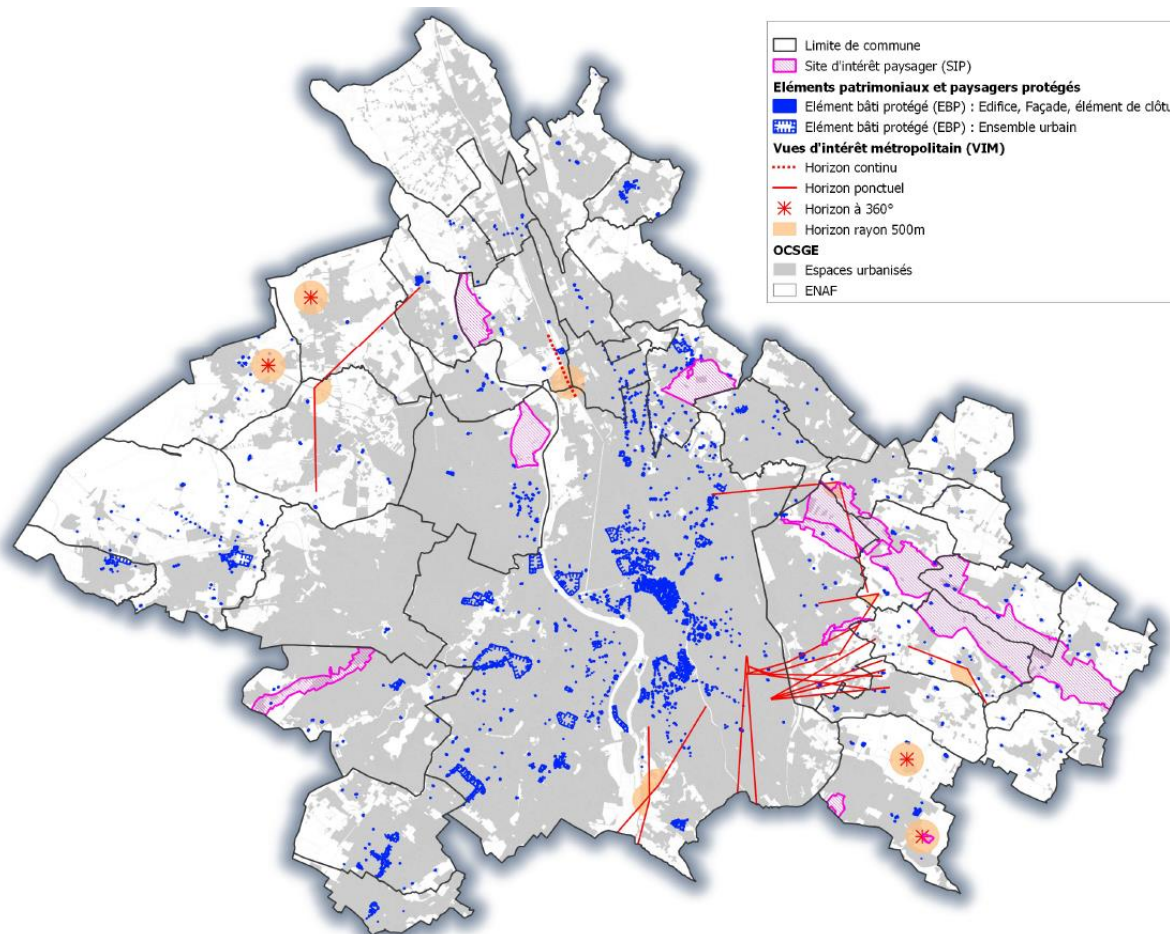 Limite de commune
Site d'intérêt paysager (SIP)
Eléments patrimoniaux et paysagers protégés
Elément bâti protégé (EBP) : Edifice, Façade, élément de clôtu
Elément bâti protégé (EBP) : Ensemble urbain
Vues d'intérêt métropolitain (VIM)
Horizon continu
Horizon ponctuel
Horizon à 360°
Horizon rayon 500m
OCSGE
Espaces urbanisés
ENAF